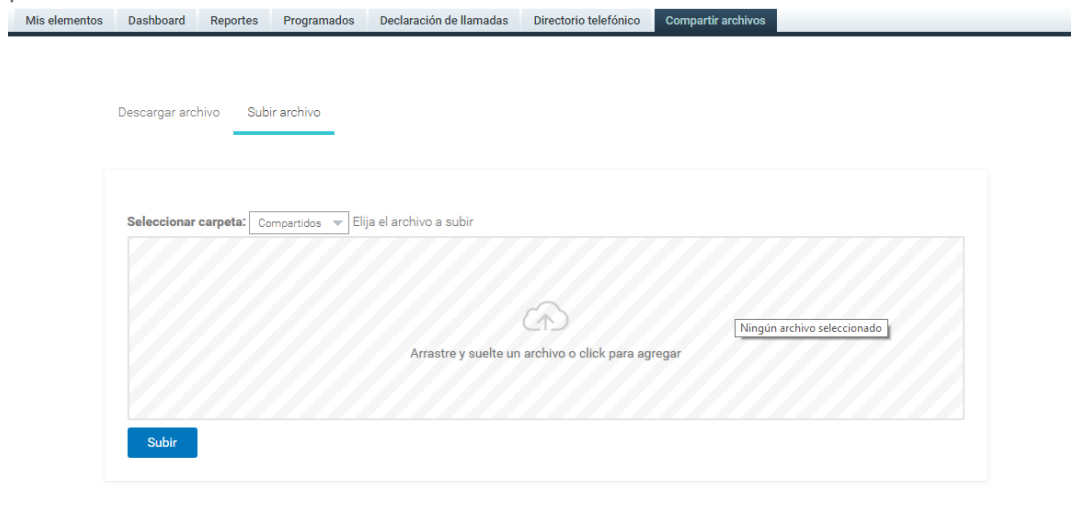 Mis elementos Dashboard Reportes Programados Declaración de llamadas Directorio telefónico Compartir archivos
Descargar archivo Subir archivo
Seleccionar carpeta: Compartidos Elija el archivo a subir
Ningún archivo seleccionado
Arrastre y suelte un archivo o click para agregar
Subir